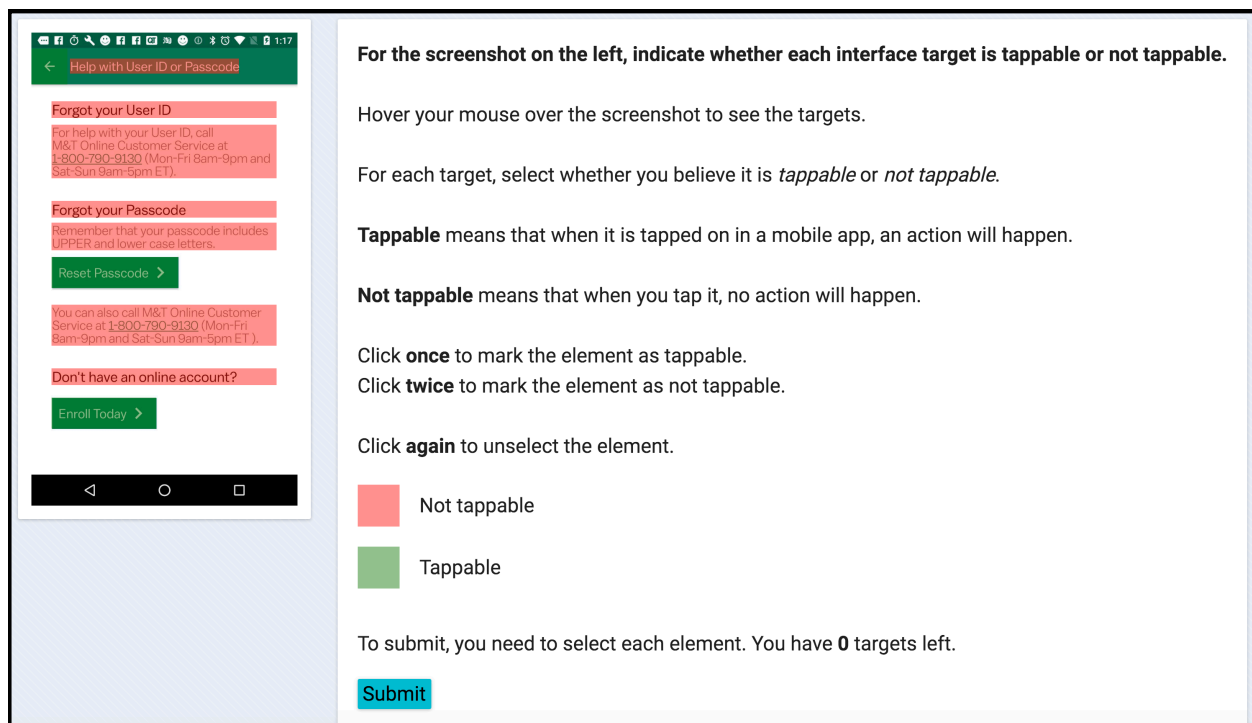 1:17
Help with User ID or Passcode
Forgot your User ID
For help with your User ID, call
M&T Online Customer Service at
1-800-790-9130 (Mon-Fri 8am-9pm and
Sat-Sun 9am-5pm ET).
Forgot your Passcode
Remember that your passcode includes
UPPER and lower case letters.
Reset Passcode
You can also call M&T Online Customer
Service at 1-800-790-9130 (Mon-Fri
8am-9pm and Sat-Sun 9am-5pm ET ).
Don't have an online account?
Enroll Today
For the screenshot on the left, indicate whether each interface target is tappable or not tappable.
Hover your mouse over the screenshot to see the targets.
For each target, select whether you believe it is tappable or not tappable.
Tappable means that when it is tapped on in a mobile app, an action will happen.
Not tappable means that when you tap it, no action will happen.
Click once to mark the element as tappable.
Click twice to mark the element as not tappable.
Click again to unselect the element.
Not tappable
Tappable
To submit, you need to select each element. You have 0 targets left.
Submit